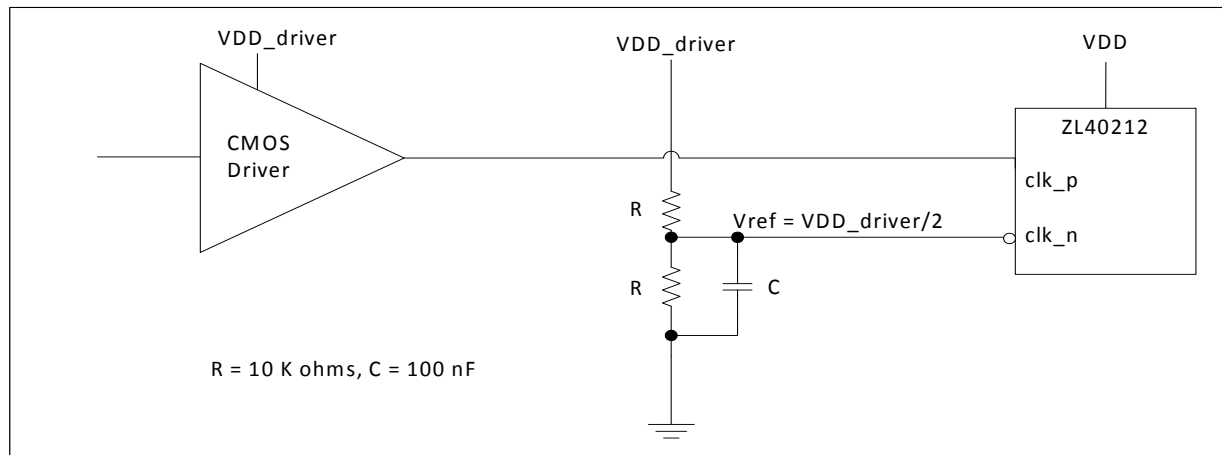 VDD_driver
VDD_driver
VDD
CMOS
Driver
ZL40212
clk_p
R
Vref = VDD_driver/2
clk_n
R
C
R = 10 K ohms, C = 100 nF